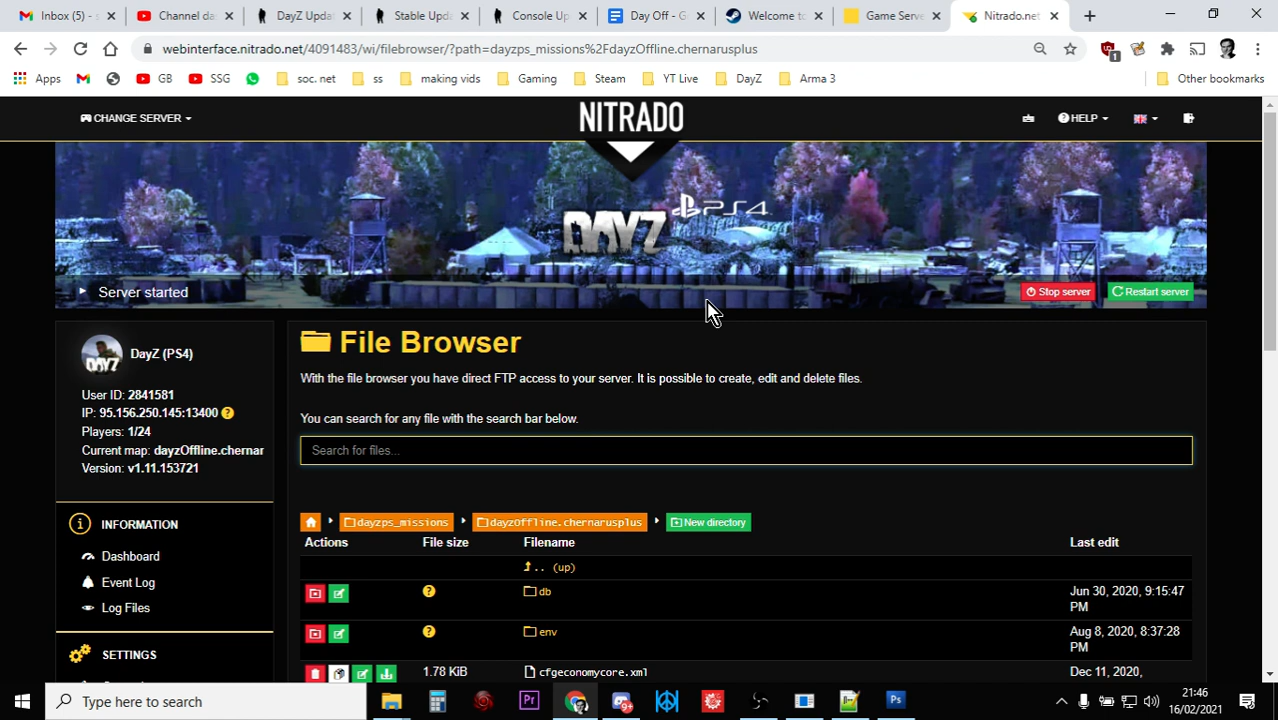 Inbox (5) - s
Channel da
DayZ Upda
Stable Upd
Console Up
Day Off - G
Welcome to
Game Serve
Nitrado.net
webinterface.nitrado.net/4091483/wi/filebrowser/?path=dayzps_missions%2FdayzOffline.chernarusplus
1
Apps
GB
SSG
soc. net
ss
making vids
Gaming
Steam
YT Live
DayZ
Arma 3
Other bookmarks
CHANGE SERVER
NITRADO
HELP
DAYZ PS4
Server started
Stop server
Restart server
DAYZ
DayZ (PS4)
User ID: 2841581
IP: 95.156.250.145:13400
Players: 1/24
Current map: dayzOffline.chernar
Version: v1.11.153721
INFORMATION
Dashboard
Event Log
Log Files
SETTINGS
File Browser
With the file browser you have direct FTP access to your server. It is possible to create, edit and delete files.
You can search for any file with the search bar below.
Search for files...
dayzps_missions
dayzOffline.chernarusplus
New directory
Actions
File size
Filename
Last edit
.. (up)
db
Jun 30, 2020, 9:15:47
PM
env
Aug 8, 2020, 8:37:28
PM
1.78 KiB
cfgeconomycore.xml
Dec 11, 2020,
Type here to search
Pr
Ps
21:46
16/02/2021